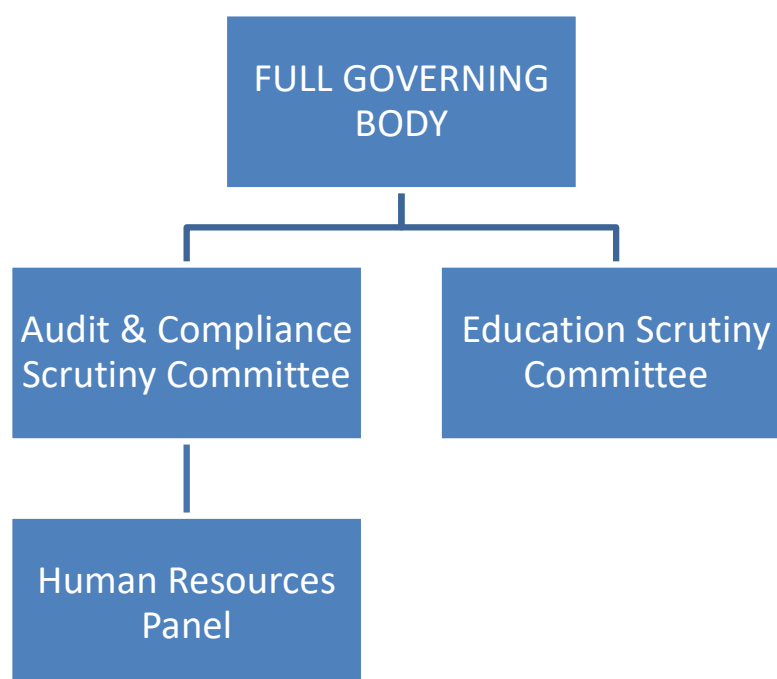 FULL GOVERNING
BODY
Audit & Compliance
Scrutiny Committee
Education Scrutiny
Committee
Human Resources
Panel